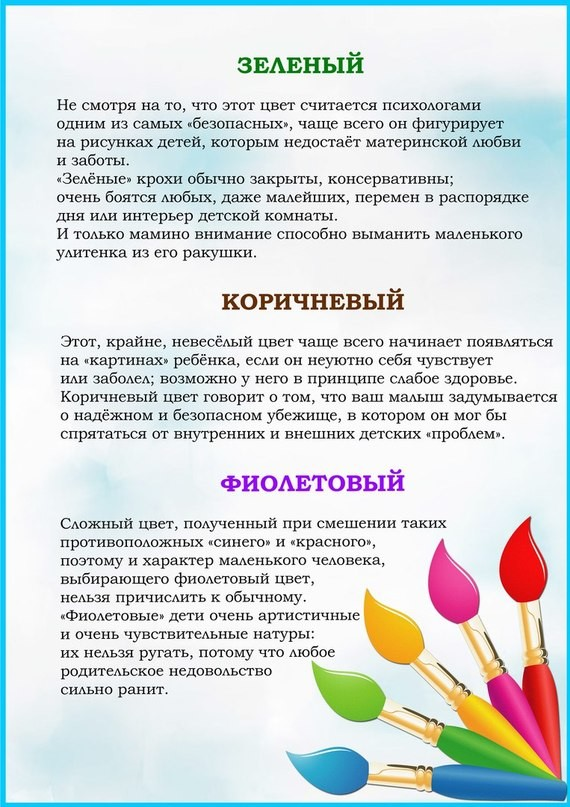 ЗЕЛЕНЫЙ
Не смотря на то, что этот цвет считается психологами
одним из самых «безопасных», чаще всего он фигурирует
на рисунках детей, которым недостаёт материнской любви
и заботы.
«Зелёные» крохи обычно закрыты, консервативны;
очень боятся любых, даже малейших, перемен в распорядке
дня или интерьер детской комнаты.
И только мамино внимание способно выманить маленького
улитенка из его ракушки.
КОРИЧНЕВЫЙ
Этот, крайне, невесёлый цвет чаще всего начинает появляться
на «картинах» ребёнка, если он неуютно себя чувствует
или заболел; возможно у него в принципе слабое здоровье.
Коричневый цвет говорит о том, что ваш малыш задумывается
о надёжном и безопасном убежище, в котором он мог бы
спрятаться от внутренних и внешних детских «проблем».
ФИОЛЕТОВЫЙ
Сложный цвет, полученный при смешении таких
противоположных «синего» и «красного»,
поэтому и характер маленького человека,
выбирающего фиолетовый цвет,
нельзя причислить к обычному.
«Фиолетовые» дети очень артистичные
и очень чувствительные натуры:
их нельзя ругать, потому что любое
родительское недовольство
сильно ранит.